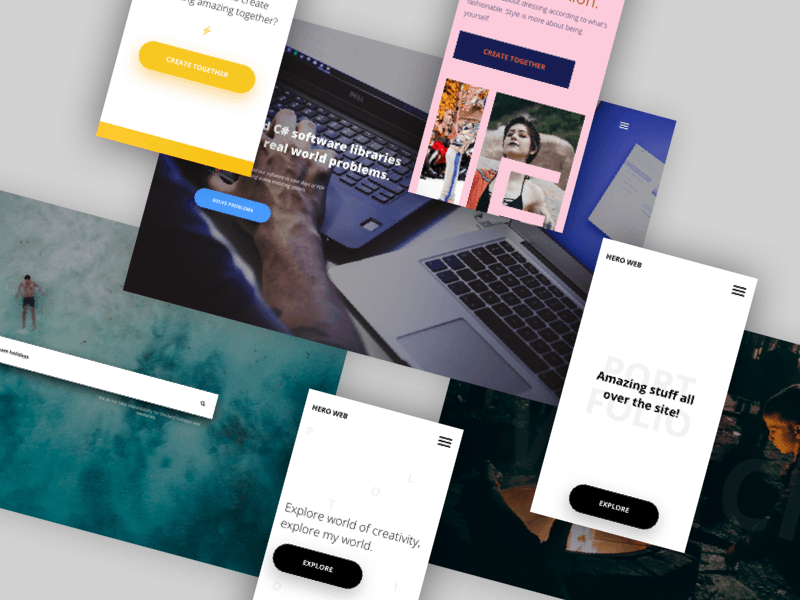 create
amazing together?
CREATE TOGETHER
about dressing according to what's
fashionable. Style is more about being
yourself
CREATE TOGETHER
DELL
C# software libraries
real world problems.
SOLVE PROBLEMS
holidays
HERO WEB
PORT
FOLIO
Amazing stuff all
over the site!
EXPLORE
HERO WEB
P
L
T
O
Explore world of creativity,
explore my world.
EXPLORE
O
I